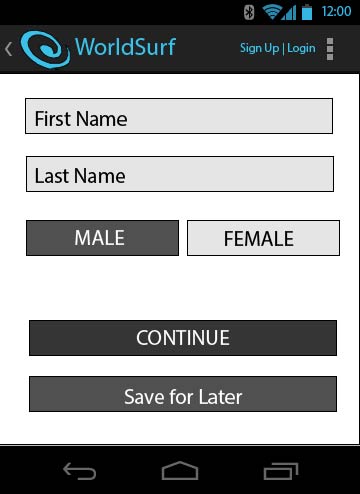 12:00
WorldSurf
Sign Up | Login
First Name
Last Name
MALE FEMALE
CONTINUE
Save for Later